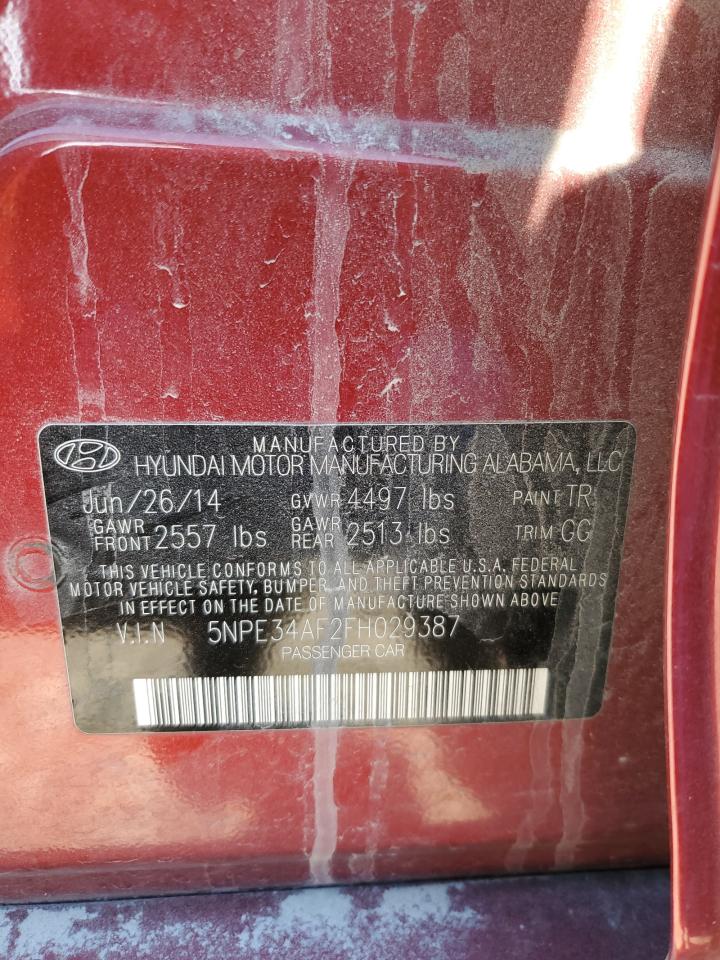 MANUFACTURED BY
HYUNDAI MOTOR MANUFACTURING ALABAMA, LLC
Jun/26/14 GVWR 4497 lbs PAINT TR
GAWR FRONT 2557 lbs GAWR REAR 2513 lbs TRIM GG
THIS VEHICLE CONFORMS TO ALL APPLICABLE U.S.A. FEDERAL
MOTOR VEHICLE SAFETY, BUMPER, AND THEFT PREVENTION STANDARDS
IN EFFECT ON THE DATE OF MANUFACTURE SHOWN ABOVE
V.I.N 5NPE34AF2FH029387
PASSENGER CAR